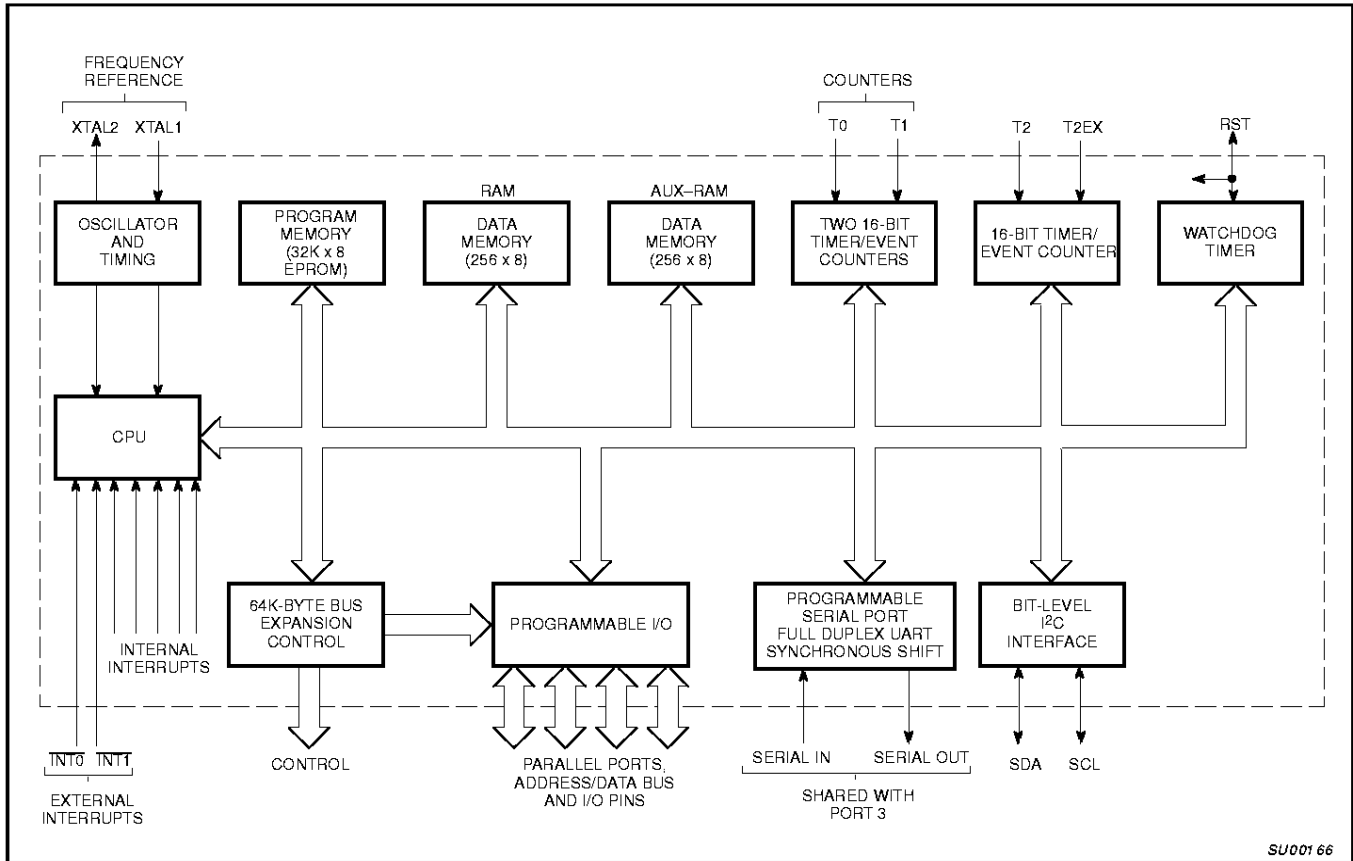 FREQUENCY
REFERENCE
COUNTERS
XTAL2 XTAL1
T0 T1
T2 T2EX
RST
RAM
AUX–RAM
OSCILLATOR
AND
TIMING
PROGRAM
MEMORY
(32K x 8
EPROM)
DATA
MEMORY
(256 x 8)
DATA
MEMORY
(256 x 8)
TWO 16-BIT
TIMER/EVENT
COUNTERS
16-BIT TIMER/
EVENT COUNTER
WATCHDOG
TIMER
CPU
INTERNAL
INTERRUPTS
64K-BYTE BUS
EXPANSION
CONTROL
PROGRAMMABLE I/O
PROGRAMMABLE
SERIAL PORT
FULL DUPLEX UART
SYNCHRONOUS SHIFT
BIT-LEVEL
I²C
INTERFACE
INT0 INT1
EXTERNAL
INTERRUPTS
CONTROL
PARALLEL PORTS,
ADDRESS/DATA BUS
AND I/O PINS
SERIAL IN SERIAL OUT
SHARED WITH
PORT 3
SDA SCL
SU00166